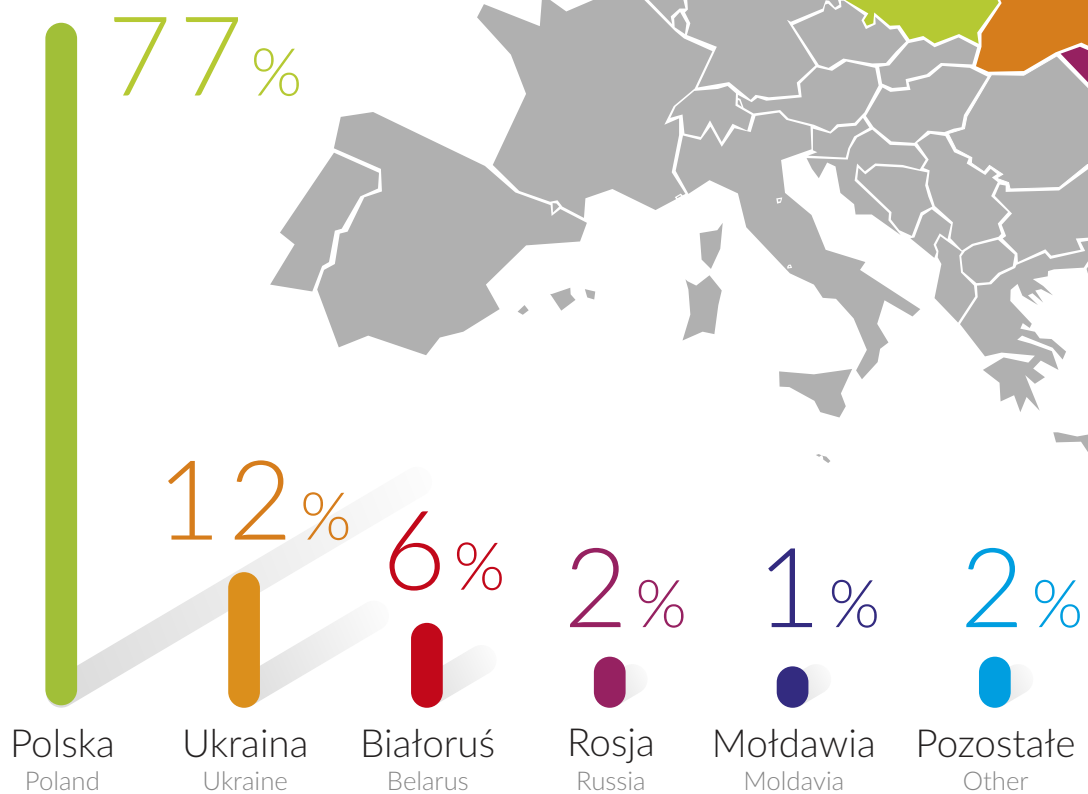 77 %
12 %
6 %
2 %
1 %
2 %
Polska
Poland
Ukraina
Ukraine
Białoruś
Belarus
Rosja
Russia
Mołdawia
Moldavia
Pozostałe
Other